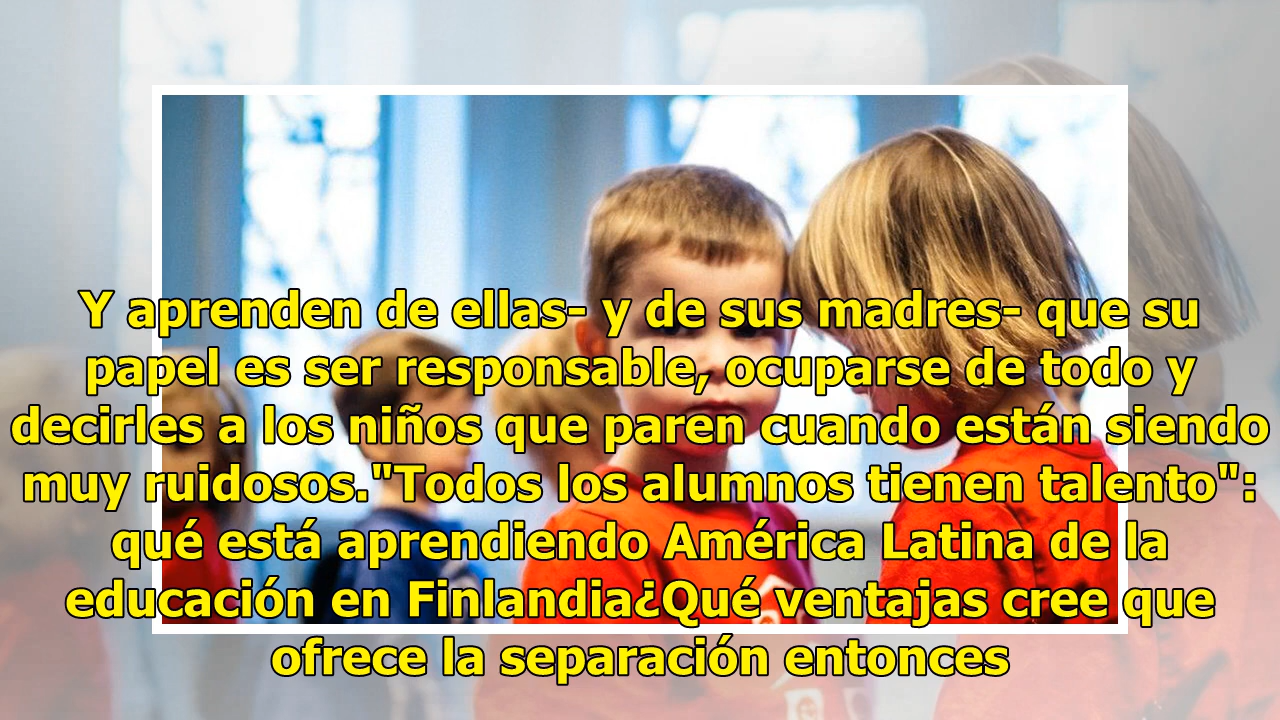 Y aprenden de ellas- y de sus madres- que su
papel es ser responsable, ocuparse de todo y
decirles a los niños que paren cuando están siendo
muy ruidosos."Todos los alumnos tienen talento":
qué está aprendiendo América Latina de la
educación en Finlandia¿Qué ventajas cree que
ofrece la separación entonces